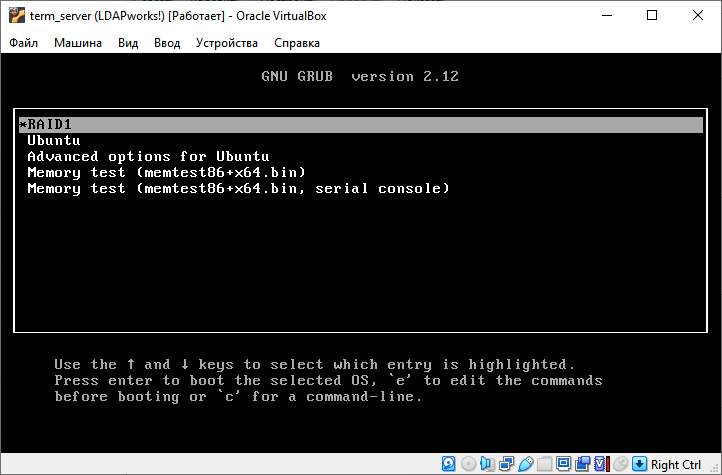 term_server (LDAPworks!) [Работает] - Oracle VirtualBox
Файл Машина Вид Ввод Устройства Справка
GNU GRUB version 2.12
*RAID1
Ubuntu
Advanced options for Ubuntu
Memory test (memtest86+x64.bin)
Memory test (memtest86+x64.bin, serial console)
Use the ↑ and ↓ keys to select which entry is highlighted.
Press enter to boot the selected OS, `e' to edit the commands
before booting or `c' for a command-line.
Right Ctrl